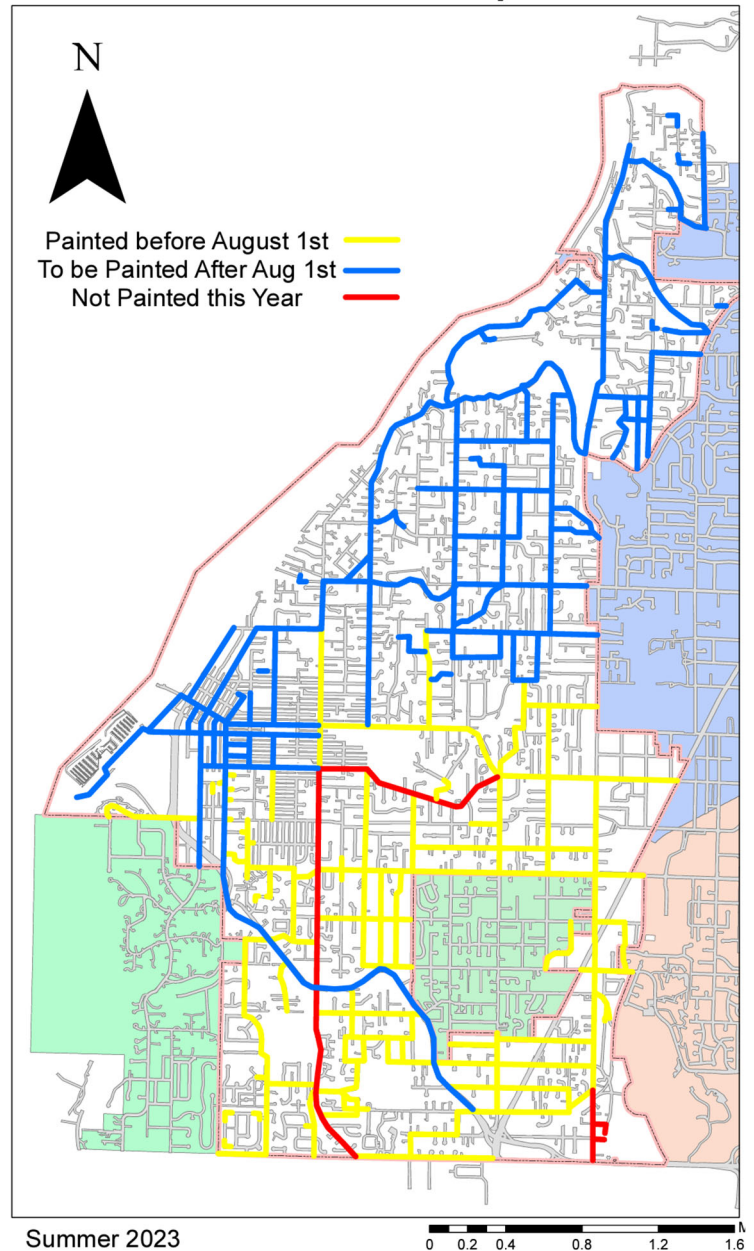 N
Painted before August 1st
To be Painted After Aug 1st
Not Painted this Year
Summer 2023
0 0.2 0.4 0.8 1.2 1.6